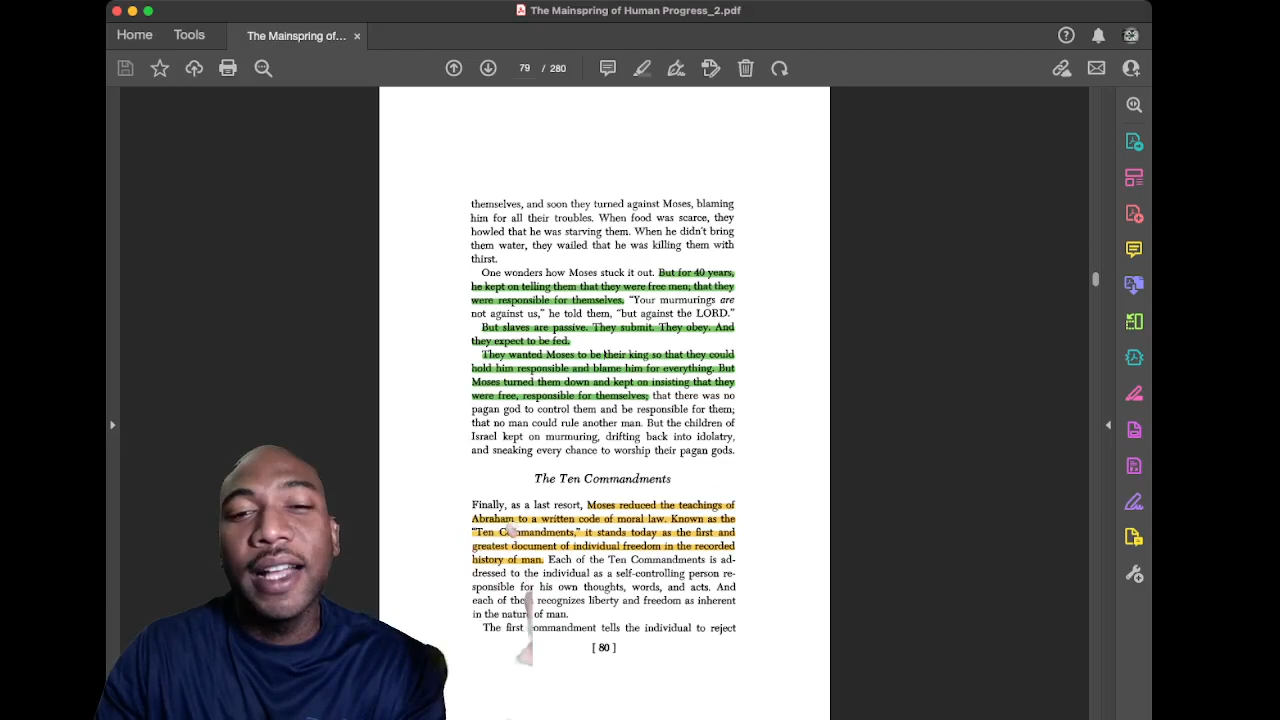 The Mainspring of Human Progress_2.pdf
Home Tools The Mainspring of... ×
79 / 280
themselves, and soon they turned against Moses, blaming
him for all their troubles. When food was scarce, they
howled that he was starving them. When he didn't bring
them water, they wailed that he was killing them with
thirst.
One wonders how Moses stuck it out. But for 40 years,
he kept on telling them that they were free men; that they
were responsible for themselves. “Your murmurings are
not against us,” he told them, “but against the LORD.”
But slaves are passive. They submit. They obey. And
they expect to be fed.
They wanted Moses to be their king so that they could
hold him responsible and blame him for everything. But
Moses turned them down and kept on insisting that they
were free, responsible for themselves; that there was no
pagan god to control them and be responsible for them;
that no man could rule another man. But the children of
Israel kept on murmuring, drifting back into idolatry,
and sneaking every chance to worship their pagan gods.
The Ten Commandments
Finally, as a last resort, Moses reduced the teachings of
Abraham to a written code of moral law. Known as the
“Ten Commandments,” it stands today as the first and
greatest document of individual freedom in the recorded
history of man. Each of the Ten Commandments is ad-
dressed to the individual as a self-controlling person re-
sponsible for his own thoughts, words, and acts. And
each of them recognizes liberty and freedom as inherent
in the nature of man.
The first commandment tells the individual to reject
[ 80 ]